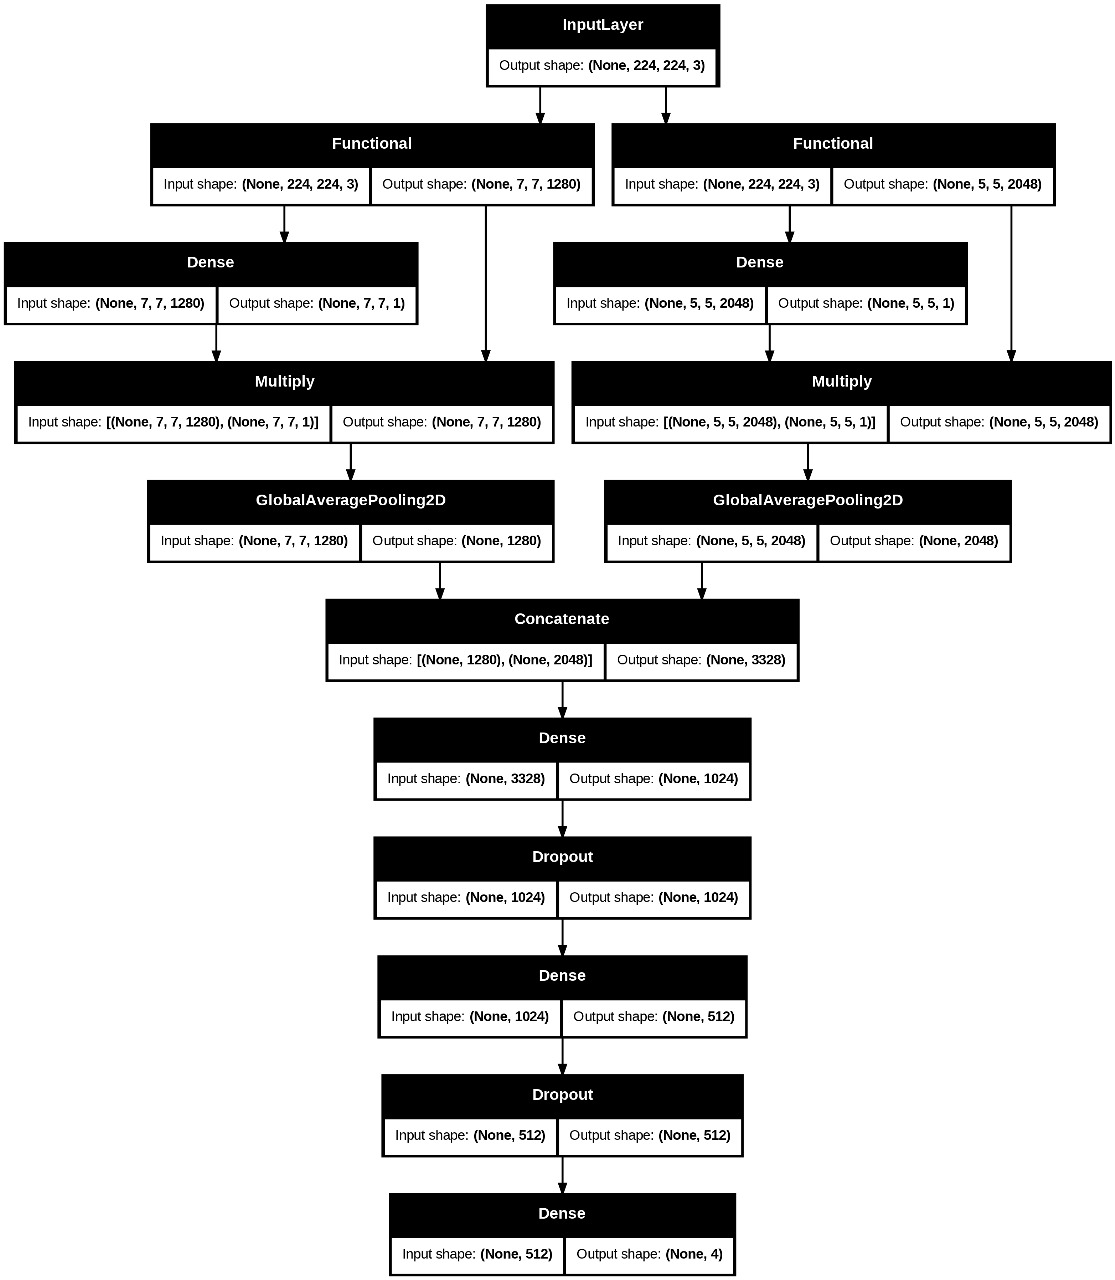 InputLayer
Output shape: (None, 224, 224, 3)
Functional
Input shape: (None, 224, 224, 3) Output shape: (None, 7, 7, 1280)
Functional
Input shape: (None, 224, 224, 3) Output shape: (None, 5, 5, 2048)
Dense
Input shape: (None, 7, 7, 1280) Output shape: (None, 7, 7, 1)
Dense
Input shape: (None, 5, 5, 2048) Output shape: (None, 5, 5, 1)
Multiply
Input shape: [(None, 7, 7, 1280), (None, 7, 7, 1)] Output shape: (None, 7, 7, 1280)
Multiply
Input shape: [(None, 5, 5, 2048), (None, 5, 5, 1)] Output shape: (None, 5, 5, 2048)
GlobalAveragePooling2D
Input shape: (None, 7, 7, 1280) Output shape: (None, 1280)
GlobalAveragePooling2D
Input shape: (None, 5, 5, 2048) Output shape: (None, 2048)
Concatenate
Input shape: [(None, 1280), (None, 2048)] Output shape: (None, 3328)
Dense
Input shape: (None, 3328) Output shape: (None, 1024)
Dropout
Input shape: (None, 1024) Output shape: (None, 1024)
Dense
Input shape: (None, 1024) Output shape: (None, 512)
Dropout
Input shape: (None, 512) Output shape: (None, 512)
Dense
Input shape: (None, 512) Output shape: (None, 4)